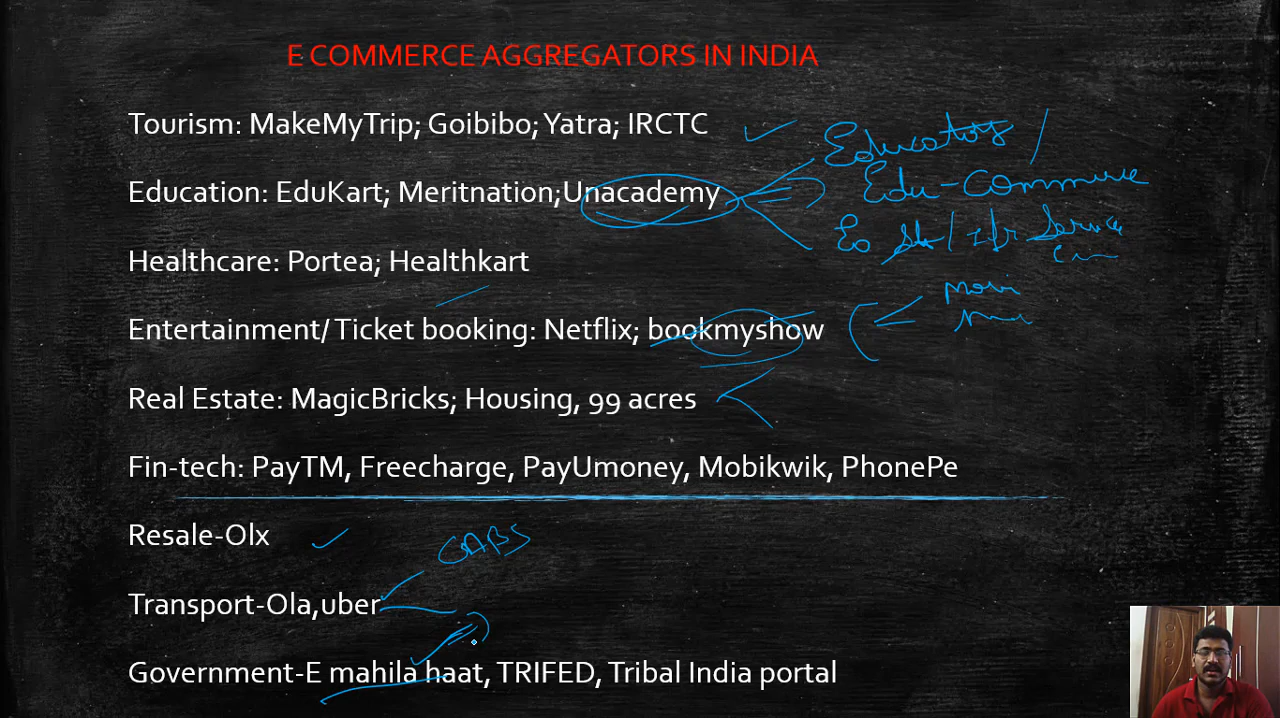 E COMMERCE AGGREGATORS IN INDIA
Tourism: MakeMyTrip; Goibibo; Yatra; IRCTC
Educators /
Education: EduKart; Meritnation;Unacademy
Edu-Commerce
Service
Healthcare: Portea; Healthkart
Entertainment/ Ticket booking: Netflix; bookmyshow
Real Estate: MagicBricks; Housing, 99 acres
Fin-tech: PayTM, Freecharge, PayUmoney, Mobikwik, PhonePe
Resale-Olx
CABS
Transport-Ola,uber
Government-E mahila haat, TRIFED, Tribal India portal